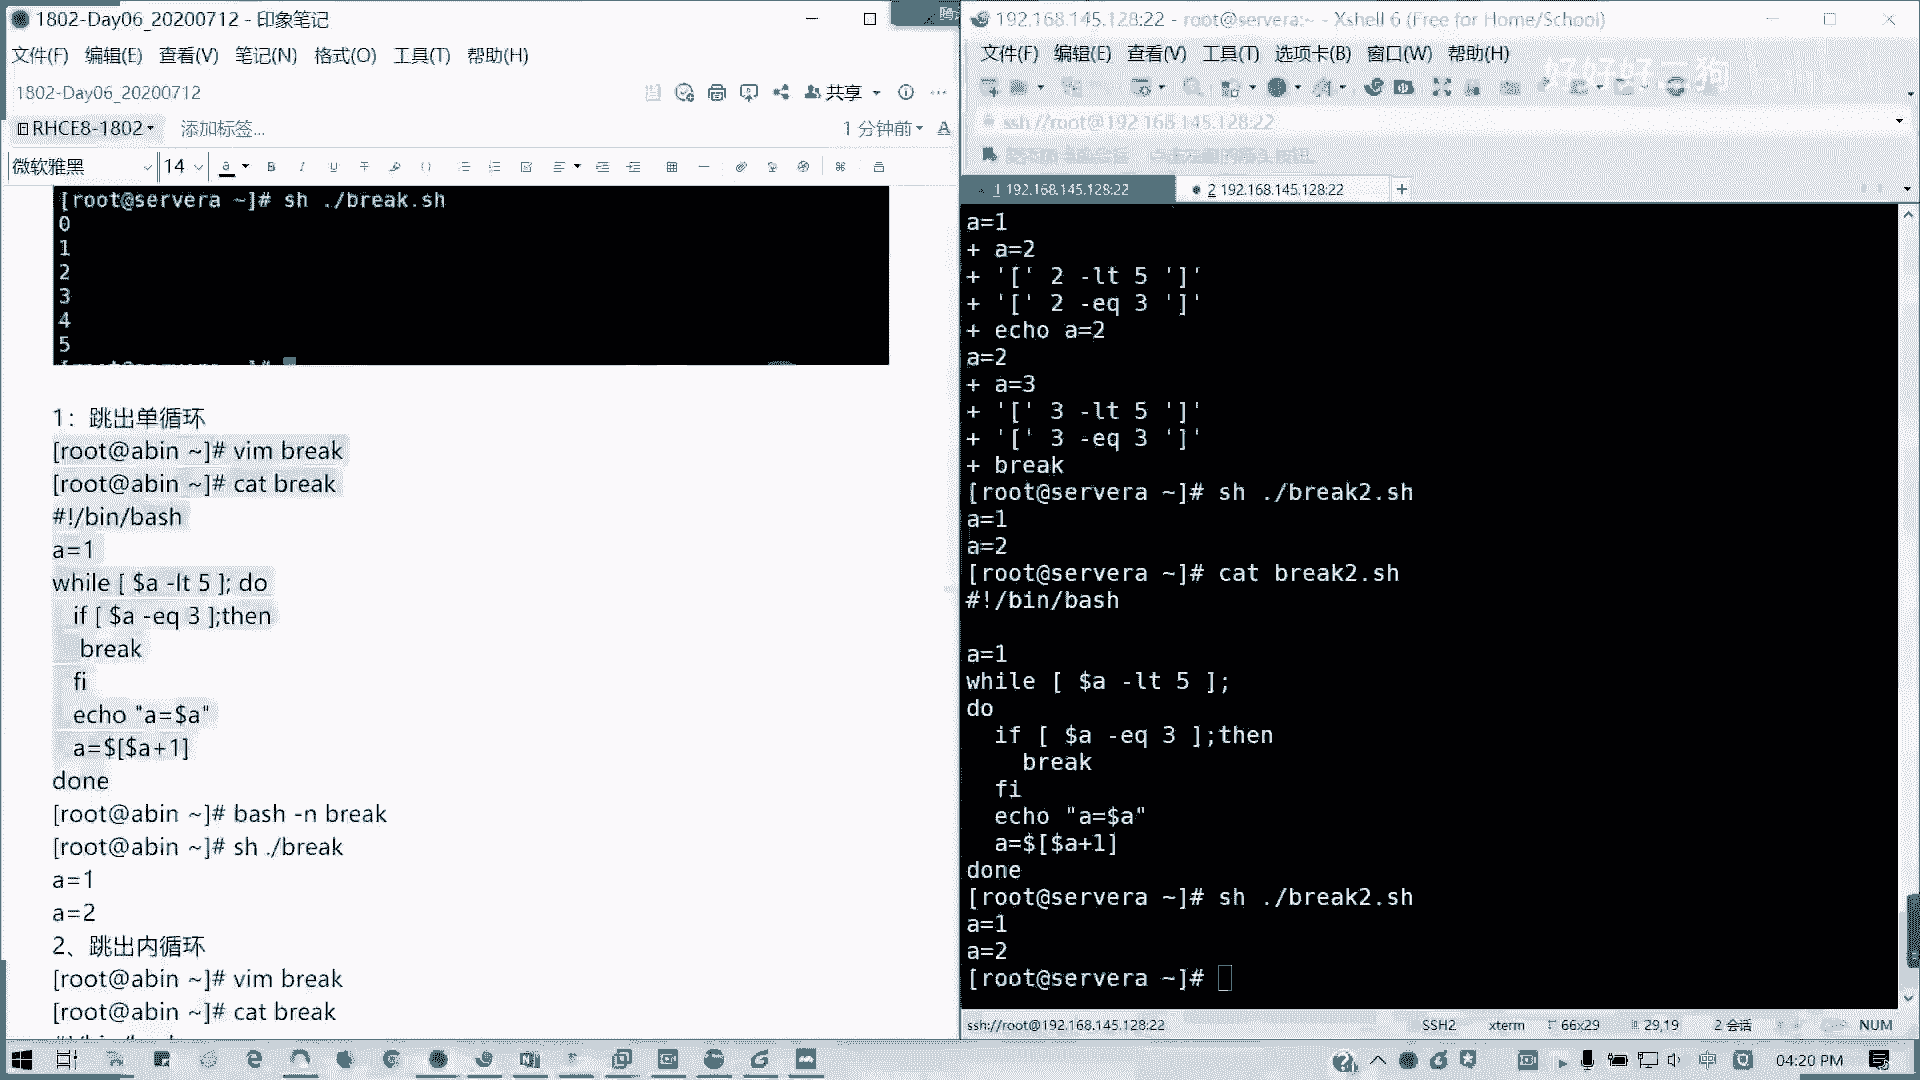 1802-Day06_20200712 - 印象笔记
文件(F) 编辑(E) 查看(V) 笔记(N) 格式(O) 工具(T) 帮助(H)
1802-Day06_20200712
共享
RHCE8-1802
添加标签...
1 分钟前
微软雅黑
14
[root@servera ~]# sh ./break.sh
0
1
2
3
4
5
1：跳出单循环
[root@abin ~]# vim break
[root@abin ~]# cat break
#!/bin/bash
a=1
while [ $a -lt 5 ]; do
if [ $a -eq 3 ];then
break
fi
echo "a=$a"
a=$[$a+1]
done
[root@abin ~]# bash -n break
[root@abin ~]# sh ./break
a=1
a=2
2、跳出内循环
[root@abin ~]# vim break
[root@abin ~]# cat break
192.168.145.128:22 - root@servera:~ - Xshell 6 (Free for Home/School)
文件(F) 编辑(E) 查看(V) 工具(T) 选项卡(B) 窗口(W) 帮助(H)
好好好二狗
ssh://root@192.168.145.128:22
1 192.168.145.128:22
2 192.168.145.128:22
a=1
+ a=2
+ '[' 2 -lt 5 ']'
+ '[' 2 -eq 3 ']'
+ echo a=2
a=2
+ a=3
+ '[' 3 -lt 5 ']'
+ '[' 3 -eq 3 ']'
+ break
[root@servera ~]# sh ./break2.sh
a=1
a=2
[root@servera ~]# cat break2.sh
#!/bin/bash
a=1
while [ $a -lt 5 ];
do
if [ $a -eq 3 ];then
break
fi
echo "a=$a"
a=$[$a+1]
done
[root@servera ~]# sh ./break2.sh
a=1
a=2
[root@servera ~]#
ssh://root@192.168.145.128:22
SSH2
xterm
66x29
29,19
2 会话
NUM
中
04:20 PM